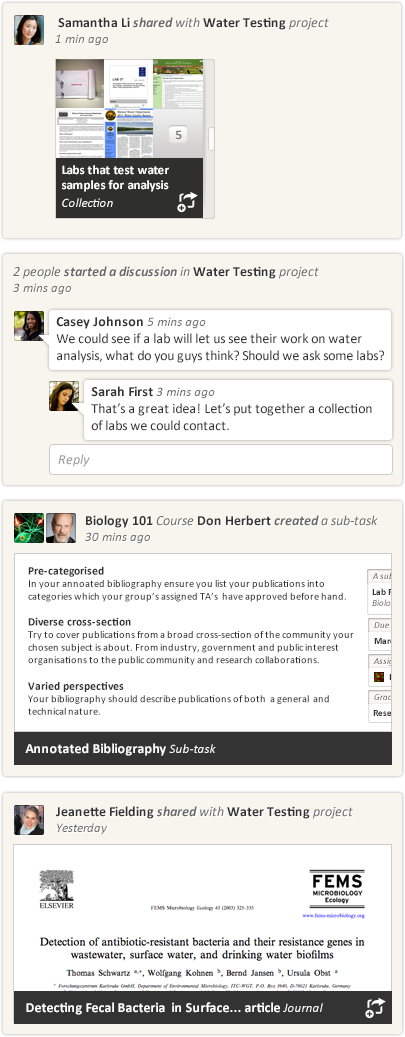 Samantha Li shared with Water Testing project
1 min ago
LAB 37
5
Labs that test water
samples for analysis
Collection
2 people started a discussion in Water Testing project
3 mins ago
Casey Johnson 5 mins ago
We could see if a lab will let us see their work on water
analysis, what do you guys think? Should we ask some labs?
Sarah First 3 mins ago
That's a great idea! Let's put together a collection
of labs we could contact.
Reply
Biology 101 Course Don Herbert created a sub-task
30 mins ago
Pre-categorised
In your annoated bibliography ensure you list your publications into
categories which your group's assigned TA's have approved before hand.
Diverse cross-section
Try to cover publications from a broad cross-section of the community your
chosen subject is about. From industry, government and public interest
organisations to the public community and research collaborations.
Varied perspectives
Your bibliography should describe publications of both a general and
technical nature.
A sub
Lab F
Biolo
Due
Marc
Assig
Grac
Rese
Annotated Bibliography Sub-task
Jeanette Fielding shared with Water Testing project
Yesterday
ELSEVIER
FEMS Microbiology Ecology 43 (2003) 325-335
FEMS
MICROBIOLOGY
Ecology
www.fems-microbiology.org
Detection of antibiotic-resistant bacteria and their resistance genes in
wastewater, surface water, and drinking water biofilms
Thomas Schwartz a,*, Wolfgang Kohnen b, Bernd Jansen b, Ursula Obst a
a Forschungszentrum Karlsruhe GmbH, Department of Environmental Microbiology, ITC-WGT, P.O. Box 3640, D-76021 Karlsruhe, Germany
Detecting Fecal Bacteria in Surface... article Journal